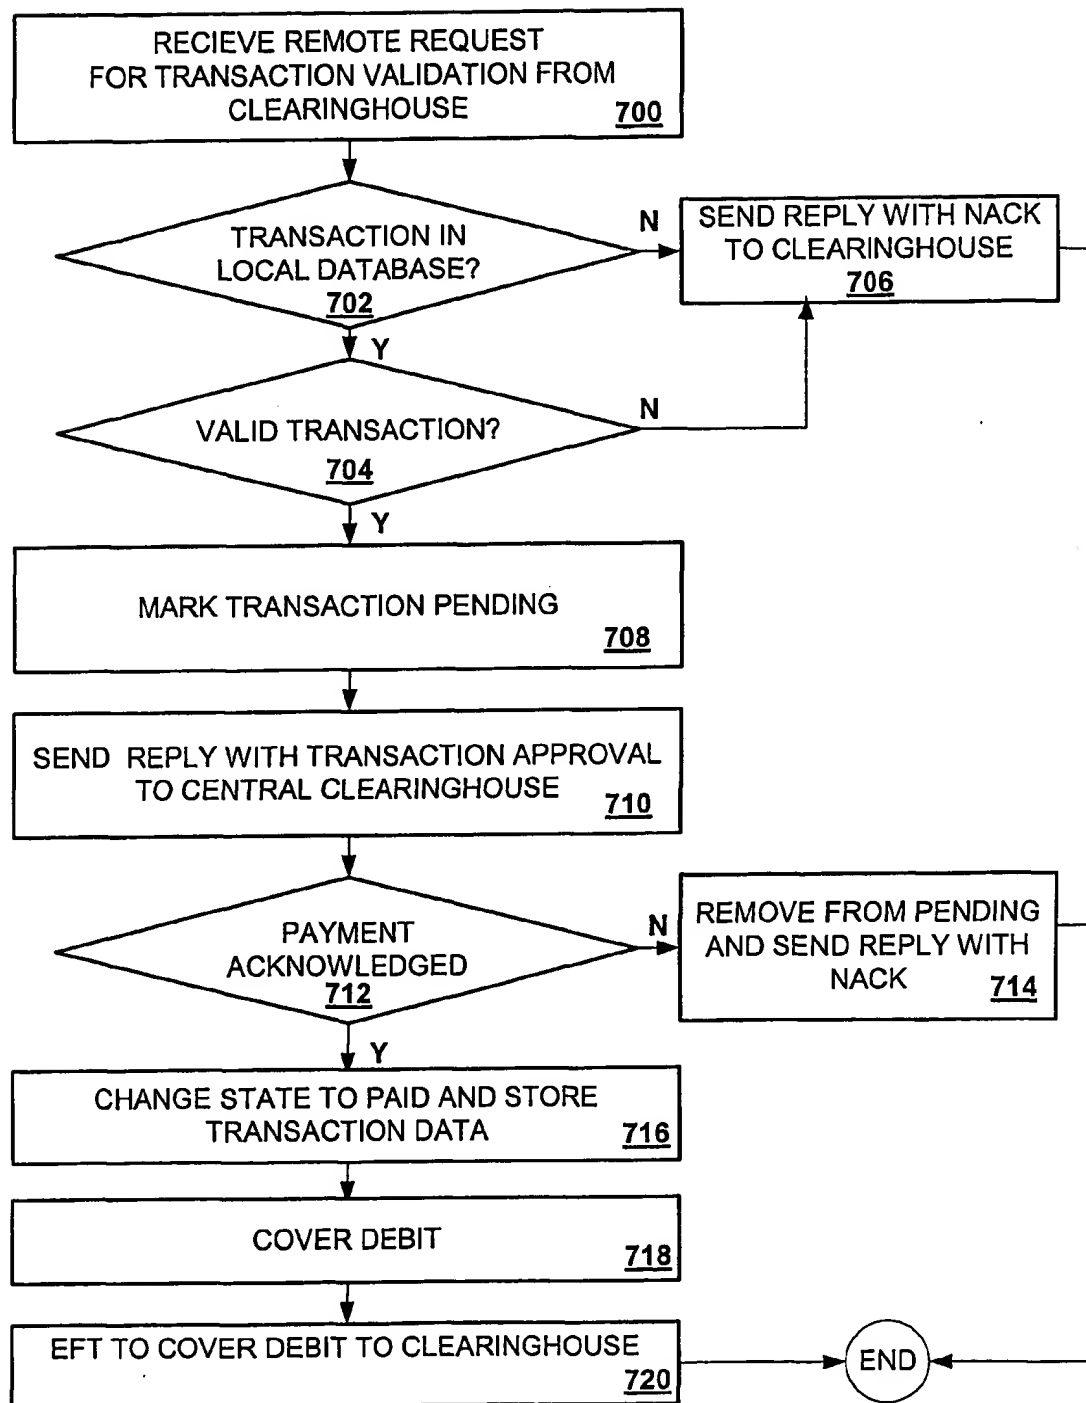 RECIEVE REMOTE REQUEST
FOR TRANSACTION VALIDATION FROM
CLEARINGHOUSE
700
TRANSACTION IN
LOCAL DATABASE?
702
N
SEND REPLY WITH NACK
TO CLEARINGHOUSE
706
Y
VALID TRANSACTION?
704
N
Y
MARK TRANSACTION PENDING
708
SEND REPLY WITH TRANSACTION APPROVAL
TO CENTRAL CLEARINGHOUSE
710
PAYMENT
ACKNOWLEDGED
712
N
REMOVE FROM PENDING
AND SEND REPLY WITH
NACK
714
Y
CHANGE STATE TO PAID AND STORE
TRANSACTION DATA
716
COVER DEBIT
718
EFT TO COVER DEBIT TO CLEARINGHOUSE
720
END